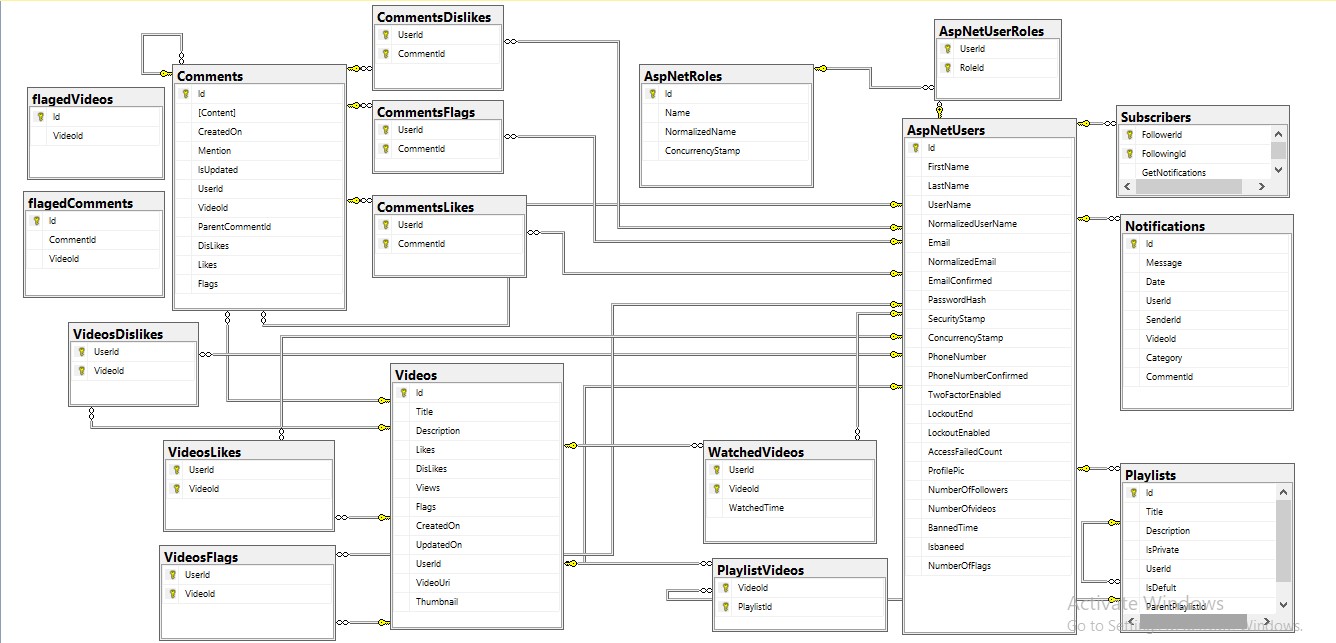 CommentsDislikes
UserId
CommentId
AspNetUserRoles
UserId
RoleId
Comments
Id
[Content]
CreatedOn
Mention
IsUpdated
UserId
VideoId
ParentCommentId
DisLikes
Likes
Flags
AspNetRoles
Id
Name
NormalizedName
ConcurrencyStamp
flagedVideos
Id
VideoId
CommentsFlags
UserId
CommentId
Subscribers
FollowerId
FollowingId
GetNotifications
AspNetUsers
Id
FirstName
LastName
UserName
NormalizedUserName
Email
NormalizedEmail
EmailConfirmed
PasswordHash
SecurityStamp
ConcurrencyStamp
PhoneNumber
PhoneNumberConfirmed
TwoFactorEnabled
LockoutEnd
LockoutEnabled
AccessFailedCount
ProfilePic
NumberOfFollowers
NumberOfvideos
BannedTime
Isbaneed
NumberOfFlags
flagedComments
Id
CommentId
VideoId
CommentsLikes
UserId
CommentId
Notifications
Id
Message
Date
UserId
SenderId
VideoId
Category
CommentId
VideosDislikes
UserId
VideoId
Videos
Id
Title
Description
Likes
DisLikes
Views
Flags
CreatedOn
UpdatedOn
UserId
VideoUri
Thumbnail
VideosLikes
UserId
VideoId
WatchedVideos
UserId
VideoId
WatchedTime
Playlists
Id
Title
Description
IsPrivate
UserId
IsDefult
ParentPlaylistId
VideosFlags
UserId
VideoId
PlaylistVideos
VideoId
PlaylistId
Activate Windows
Go to Windows.